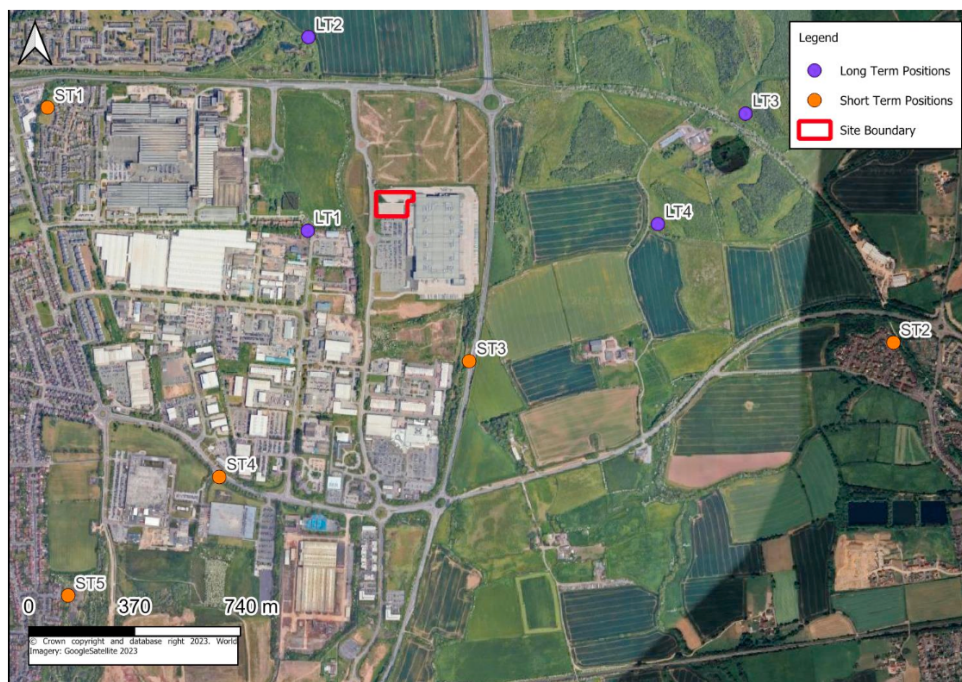 LT2
Legend
Long Term Positions
Short Term Positions
Site Boundary
ST1
LT3
LT1
LT4
ST2
ST3
ST4
ST5
0 370 740 m
© Crown copyright and database right 2023. World
Imagery: GoogleSatellite 2023